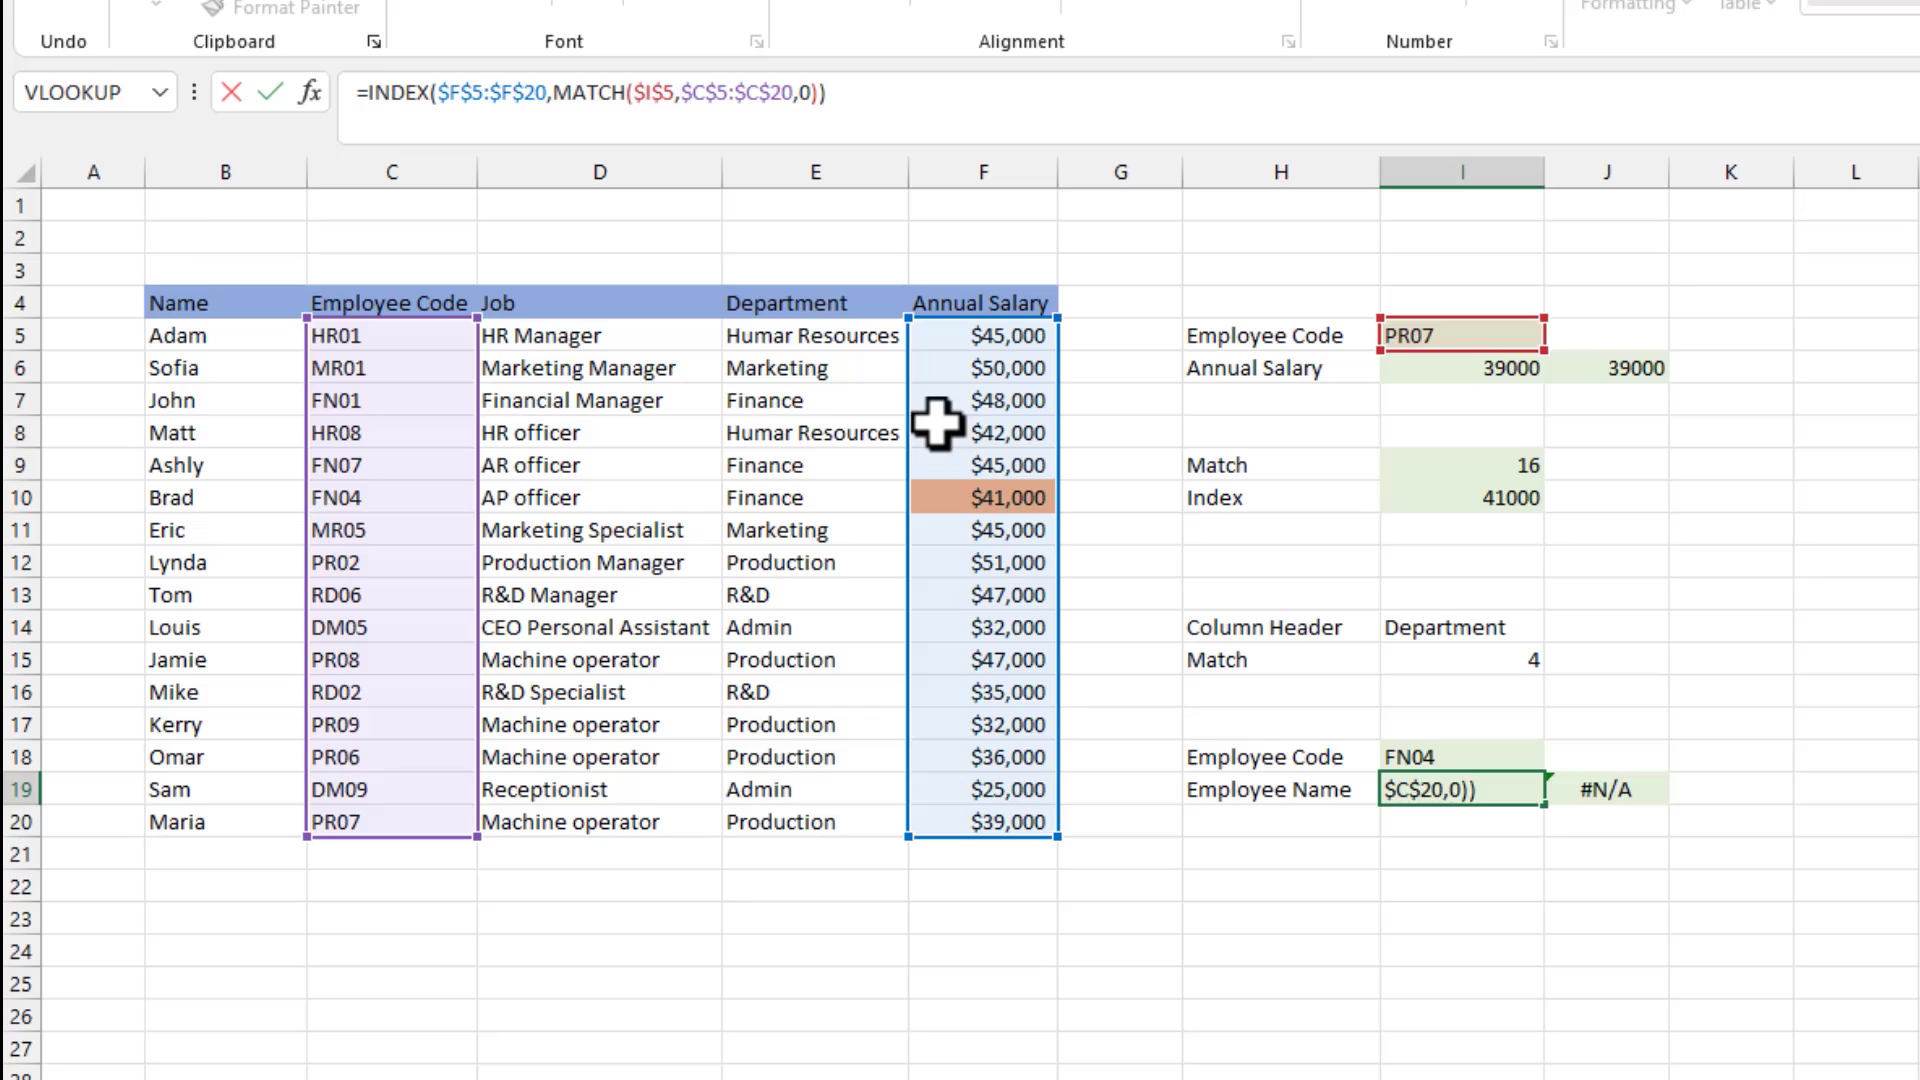 Format Painter
Formatting
Table
Undo Clipboard Font Alignment Number
VLOOKUP fx =INDEX($F$5:$F$20,MATCH($I$5,$C$5:$C$20,0))
A B C D E F G H I J K L
1
2
3
4 Name Employee Code Job Department Annual Salary
5 Adam HR01 HR Manager Humar Resources $45,000 Employee Code PR07
6 Sofia MR01 Marketing Manager Marketing $50,000 Annual Salary 39000 39000
7 John FN01 Financial Manager Finance $48,000
8 Matt HR08 HR officer Humar Resources $42,000
9 Ashly FN07 AR officer Finance $45,000 Match 16
10 Brad FN04 AP officer Finance $41,000 Index 41000
11 Eric MR05 Marketing Specialist Marketing $45,000
12 Lynda PR02 Production Manager Production $51,000
13 Tom RD06 R&D Manager R&D $47,000
14 Louis DM05 CEO Personal Assistant Admin $32,000 Column Header Department
15 Jamie PR08 Machine operator Production $47,000 Match 4
16 Mike RD02 R&D Specialist R&D $35,000
17 Kerry PR09 Machine operator Production $32,000
18 Omar PR06 Machine operator Production $36,000 Employee Code FN04
19 Sam DM09 Receptionist Admin $25,000 Employee Name $C$20,0)) #N/A
20 Maria PR07 Machine operator Production $39,000
21
22
23
24
25
26
27
28